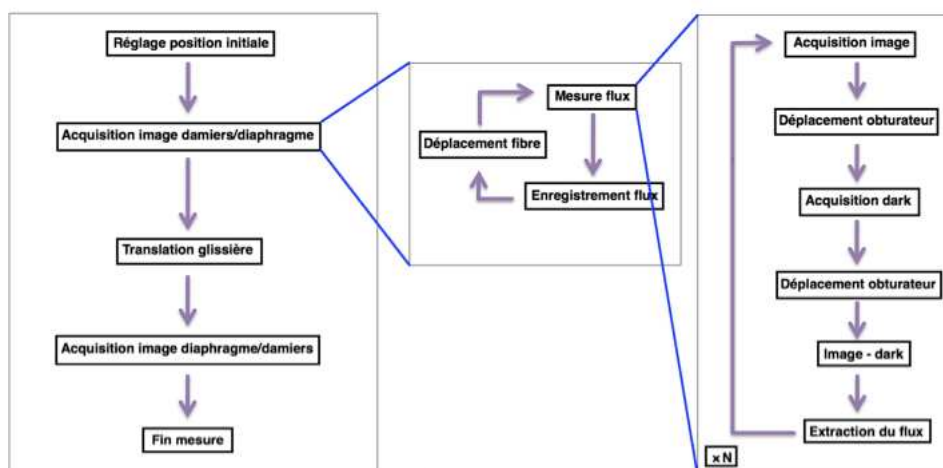 Réglage position initiale
Acquisition image damiers/diaphragme
Translation glissière
Acquisition image diaphragme/damiers
Fin mesure
Mesure flux
Déplacement fibre
Enregistrement flux
Acquisition image
Déplacement obturateur
Acquisition dark
Déplacement obturateur
Image - dark
Extraction du flux
x N